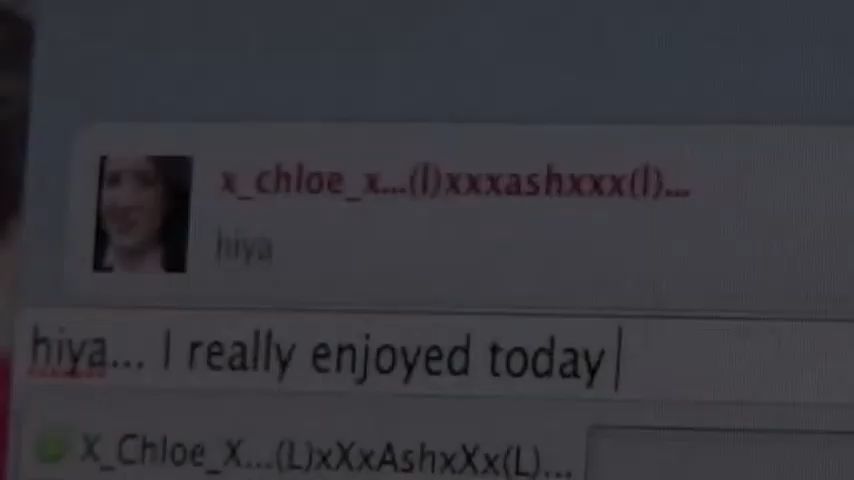 x_chloe_x...(l)xxxashxxx(l)...
hiya
hiya... I really enjoyed today
X_Chloe_X...(L)xXxAshxXx(L)...